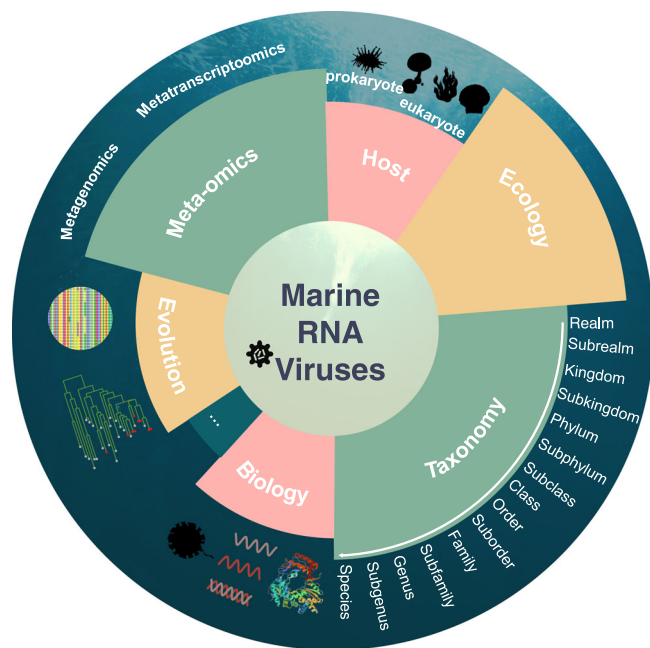 Marine
RNA
Viruses
Host
prokaryote
eukaryote
Ecology
Taxonomy
Realm
Subrealm
Kingdom
Subkingdom
Phylum
Subphylum
Subclass
Class
Order
Suborder
Family
Subfamily
Genus
Subgenus
Species
Biology
...
Evolution
Meta-omics
Metagenomics
Metatranscriptoomics